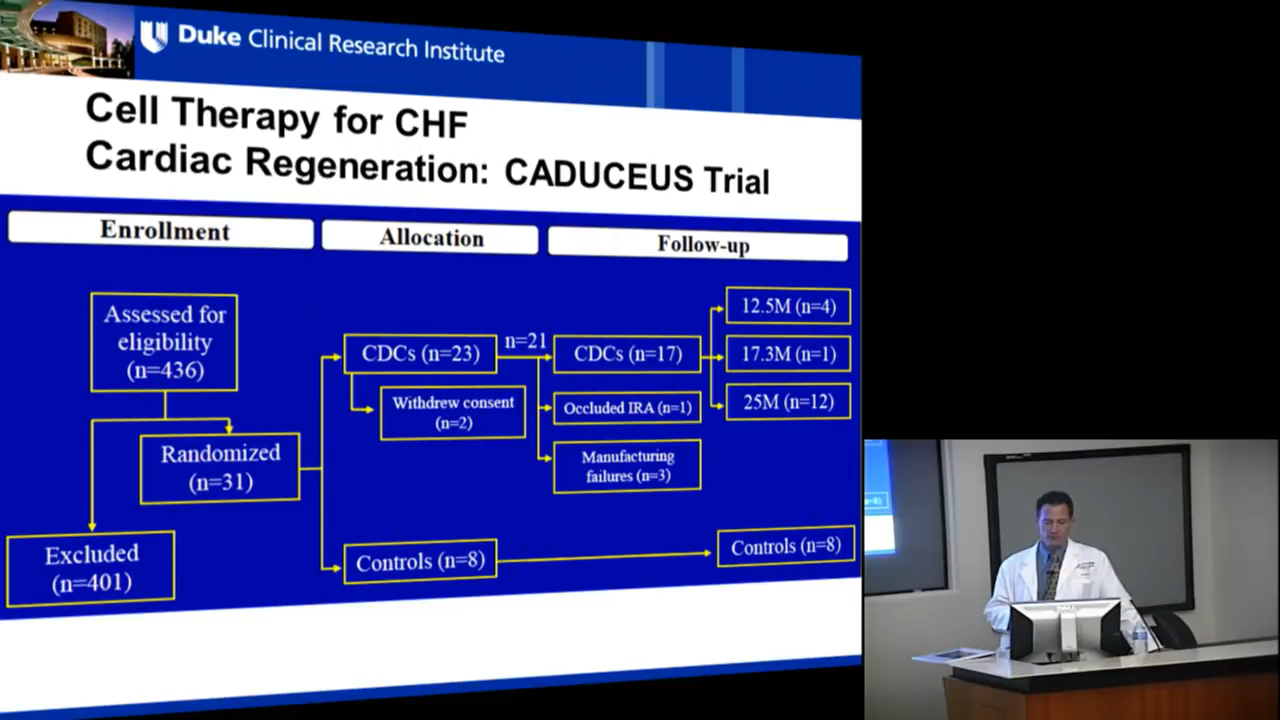 Duke Clinical Research Institute
Cell Therapy for CHF
Cardiac Regeneration: CADUCEUS Trial
Enrollment
Allocation
Follow-up
Assessed for
eligibility
(n=436)
Randomized
(n=31)
Excluded
(n=401)
CDCs (n=23)
Withdrew consent
(n=2)
Controls (n=8)
n=21
CDCs (n=17)
Occluded IRA (n=1)
Manufacturing
failures (n=3)
12.5M (n=4)
17.3M (n=1)
25M (n=12)
Controls (n=8)